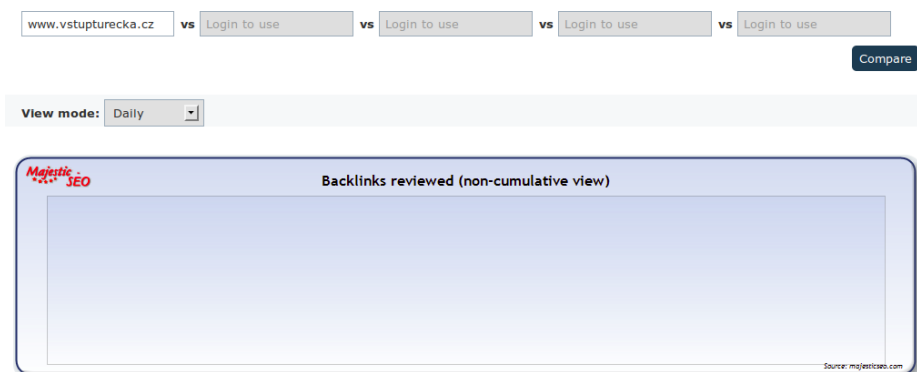 www.vstupturecka.cz vs Login to use vs Login to use vs Login to use vs Login to use
Compare
View mode: Daily
Majestic SEO
Backlinks reviewed (non-cumulative view)
Source: majesticseo.com